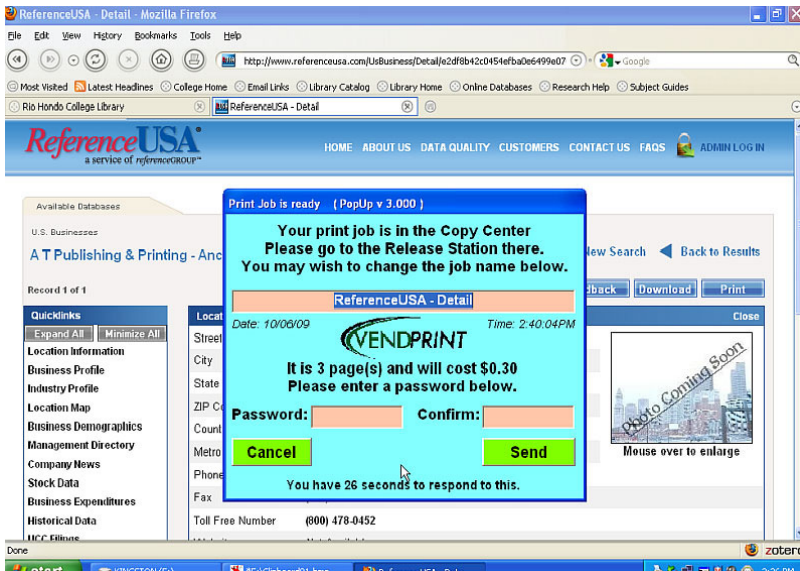 ReferenceUSA - Detail - Mozilla Firefox
File Edit View History Bookmarks Tools Help
http://www.referenceusa.com/UsBusiness/Detail/e2df8b42c0454efba0e6499e07 Google
Most Visited Latest Headlines College Home Email Links Library Catalog Library Home Online Databases Research Help Subject Guides
Rio Hondo College Library ReferenceUSA - Detail
ReferenceUSA
a service of referenceGROUP™
HOME ABOUT US DATA QUALITY CUSTOMERS CONTACT US FAQS ADMIN LOG IN
Available Databases
U.S. Businesses
A T Publishing & Printing - Anc
New Search Back to Results
Record 1 of 1
dback Download Print
Quicklinks
Expand All Minimize All
Location Information
Business Profile
Industry Profile
Location Map
Business Demographics
Management Directory
Company News
Stock Data
Business Expenditures
Historical Data
UCC Filings
Locat
Close
Street
City
State
ZIP Co
Count
Metro
Phone
Fax
Toll Free Number (800) 478-0452
Photo Coming Soon
Mouse over to enlarge
Print Job is ready ( PopUp v 3.000 )
Your print job is in the Copy Center
Please go to the Release Station there.
You may wish to change the job name below.
ReferenceUSA - Detail
Date: 10/06/09 Time: 2:40:04PM
VENDPRINT
It is 3 page(s) and will cost $0.30
Please enter a password below.
Password: Confirm:
Cancel Send
You have 26 seconds to respond to this.
Done
zotero
start
2:36 PM